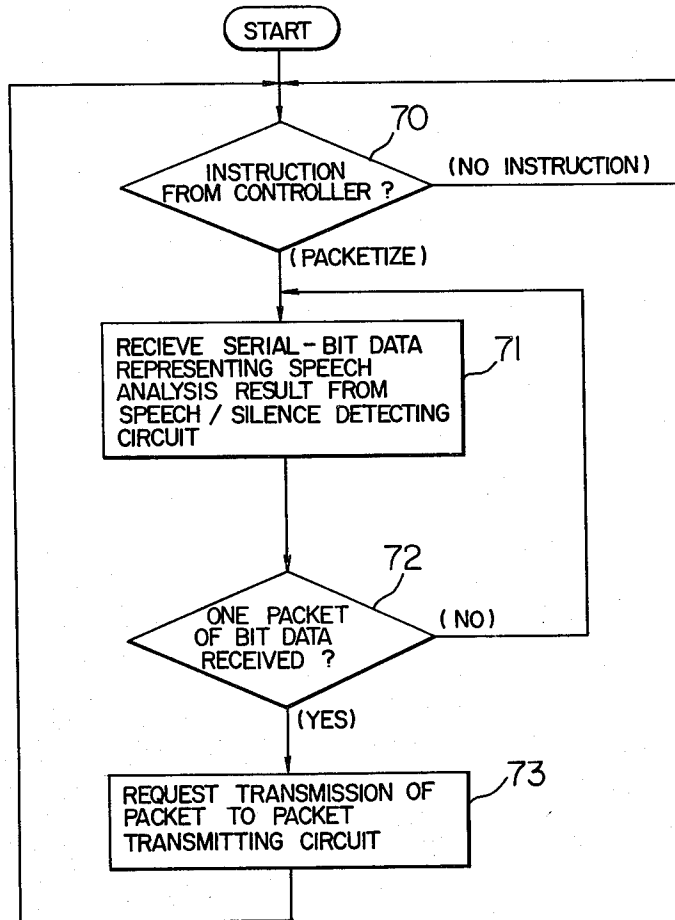 START
70
INSTRUCTION
FROM CONTROLLER ?
(NO INSTRUCTION)
(PACKETIZE)
RECIEVE SERIAL-BIT DATA
REPRESENTING SPEECH
ANALYSIS RESULT FROM
SPEECH / SILENCE DETECTING
CIRCUIT
71
72
ONE PACKET
OF BIT DATA
RECEIVED ?
(NO)
(YES)
73
REQUEST TRANSMISSION OF
PACKET TO PACKET
TRANSMITTING CIRCUIT